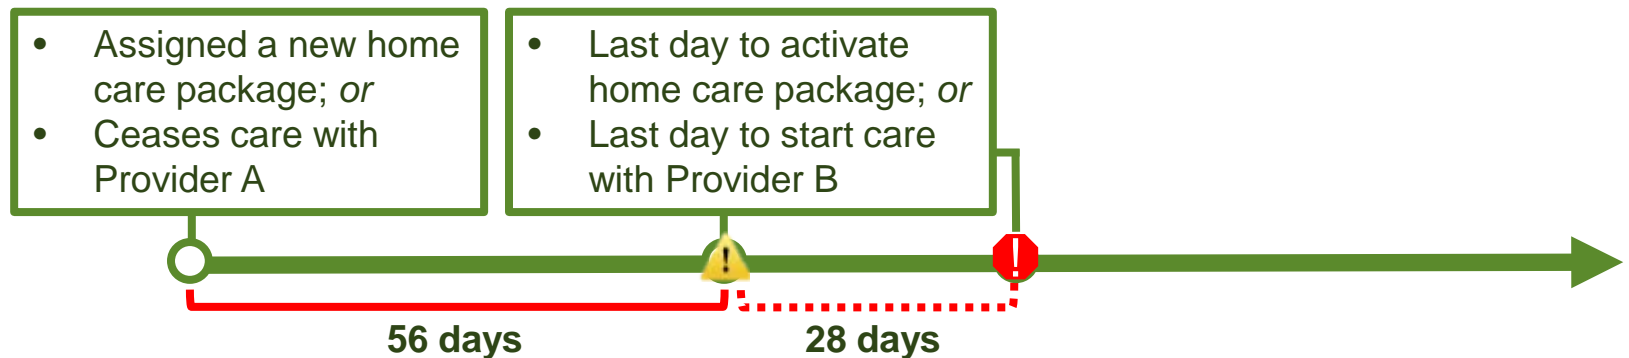 • Assigned a new home
care package; or
• Ceases care with
Provider A
• Last day to activate
home care package; or
• Last day to start care
with Provider B
!
!
56 days
28 days